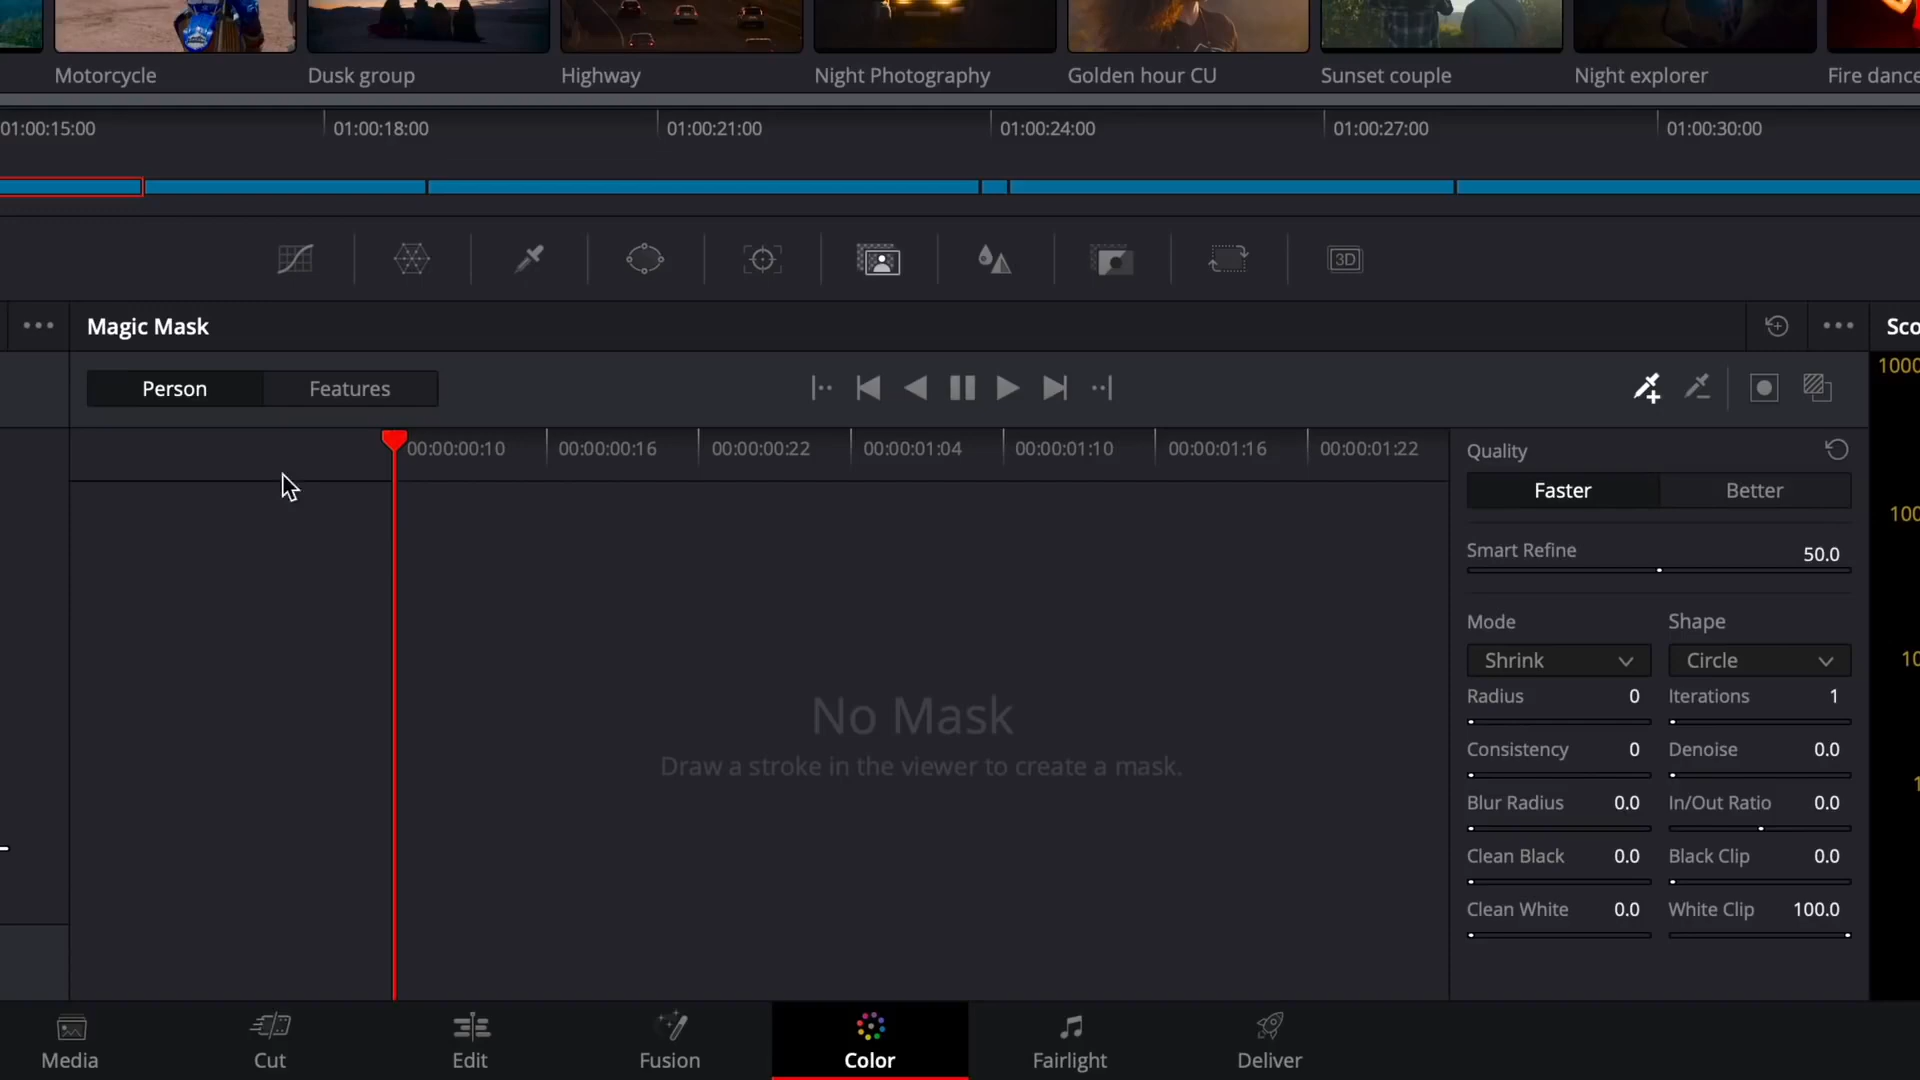 Motorcycle
Dusk group
Highway
Night Photography
Golden hour CU
Sunset couple
Night explorer
Fire dance
01:00:15:00
01:00:18:00
01:00:21:00
01:00:24:00
01:00:27:00
01:00:30:00
3D
Magic Mask
Sco
Person
Features
1000
00:00:00:10
00:00:00:16
00:00:00:22
00:00:01:04
00:00:01:10
00:00:01:16
00:00:01:22
Quality
Faster
Better
100
Smart Refine
50.0
Mode
Shape
Shrink
Circle
10
Radius
0
Iterations
1
No Mask
Draw a stroke in the viewer to create a mask.
Consistency
0
Denoise
0.0
Blur Radius
0.0
In/Out Ratio
0.0
Clean Black
0.0
Black Clip
0.0
Clean White
0.0
White Clip
100.0
Media
Cut
Edit
Fusion
Color
Fairlight
Deliver